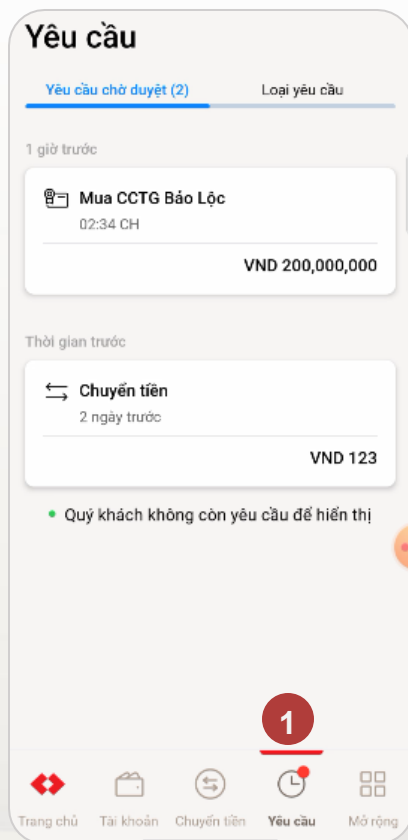 Yêu cầu
Yêu cầu chờ duyệt (2) Loại yêu cầu
1 giờ trước
Mua CCTG Bảo Lộc
02:34 CH
VND 200,000,000
Thời gian trước
Chuyển tiền
2 ngày trước
VND 123
Quý khách không còn yêu cầu để hiển thị
1
Trang chủ Tài khoản Chuyển tiền Yêu cầu Mở rộng